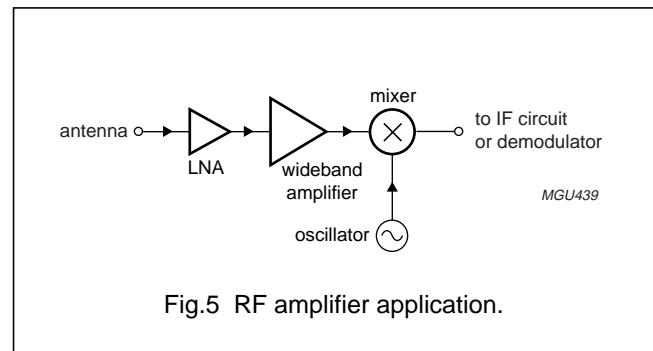 mixer
antenna
to IF circuit
or demodulator
LNA
wideband
amplifier
MGU439
oscillator
Fig.5 RF amplifier application.